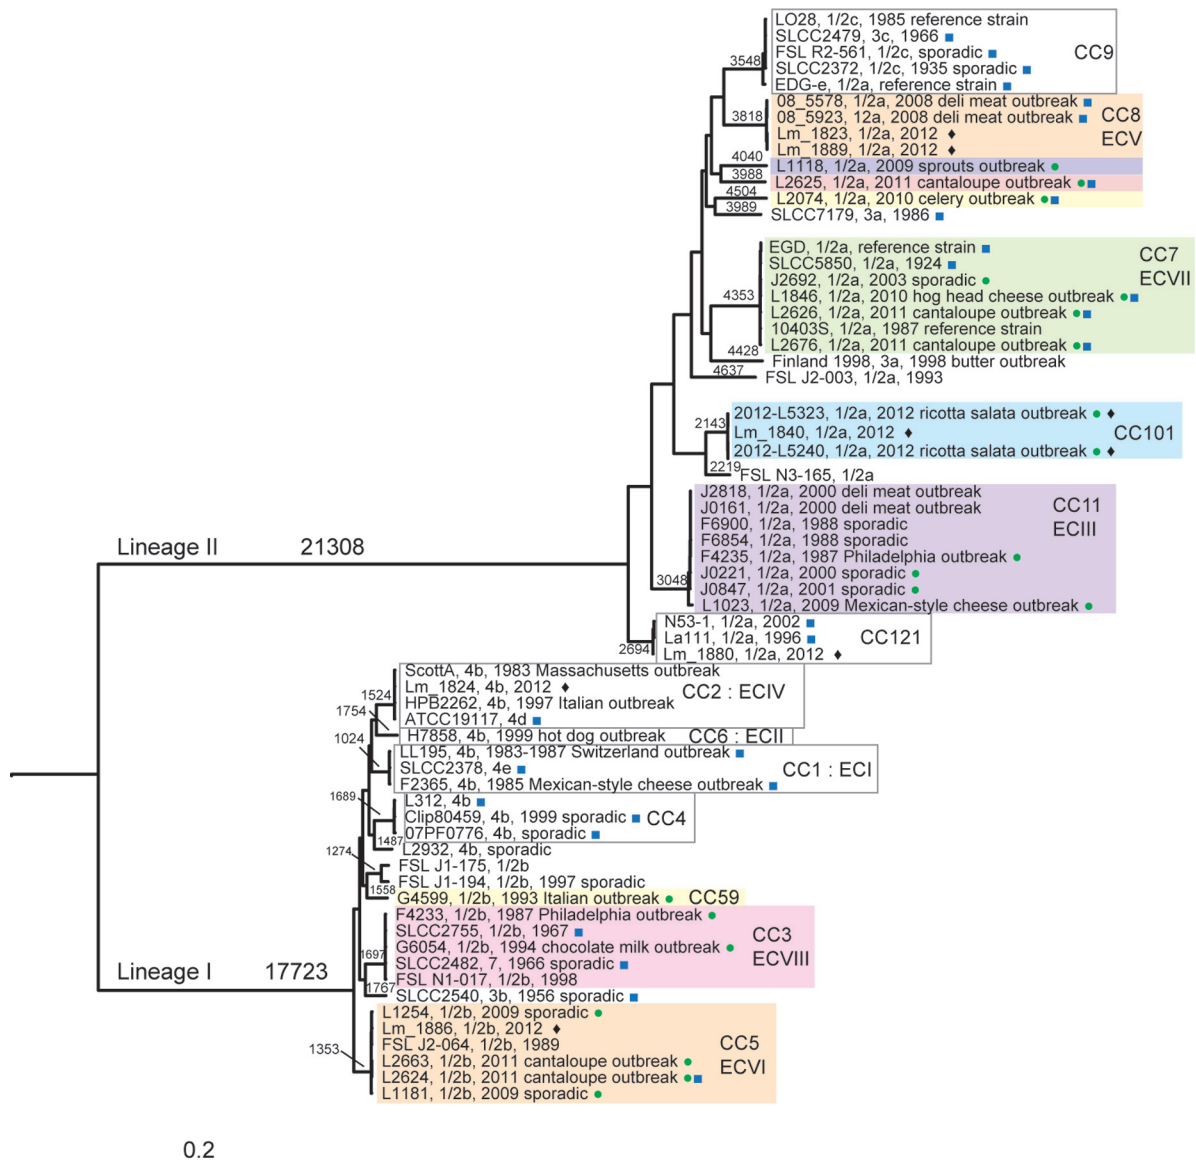 LO28, 1/2c, 1985 reference strain
SLCC2479, 3c, 1966
FSL R2-561, 1/2c, sporadic
3548
CC9
SLCC2372, 1/2c, 1935 sporadic
EDG-e, 1/2a, reference strain
08_5578, 1/2a, 2008 deli meat outbreak
3818
08_5923, 12a, 2008 deli meat outbreak
CC8
Lm_1823, 1/2a, 2012
ECV
Lm_1889, 1/2a, 2012
4040
L1118, 1/2a, 2009 sprouts outbreak
3988
L2625, 1/2a, 2011 cantaloupe outbreak
4504
L2074, 1/2a, 2010 celery outbreak
3989
SLCC7179, 3a, 1986
EGD, 1/2a, reference strain
CC7
SLCC5850, 1/2a, 1924
ECVII
J2692, 1/2a, 2003 sporadic
4353
L1846, 1/2a, 2010 hog head cheese outbreak
L2626, 1/2a, 2011 cantaloupe outbreak
10403S, 1/2a, 1987 reference strain
L2676, 1/2a, 2011 cantaloupe outbreak
4428
Finland 1998, 3a, 1998 butter outbreak
4637
FSL J2-003, 1/2a, 1993
2012-L5323, 1/2a, 2012 ricotta salata outbreak
2143
Lm_1840, 1/2a, 2012
CC101
2012-L5240, 1/2a, 2012 ricotta salata outbreak
2219
FSL N3-165, 1/2a
J2818, 1/2a, 2000 deli meat outbreak
J0161, 1/2a, 2000 deli meat outbreak
CC11
F6900, 1/2a, 1988 sporadic
ECIII
F6854, 1/2a, 1988 sporadic
Lineage II 21308
F4235, 1/2a, 1987 Philadelphia outbreak
J0221, 1/2a, 2000 sporadic
3048
J0847, 1/2a, 2001 sporadic
L1023, 1/2a, 2009 Mexican-style cheese outbreak
N53-1, 1/2a, 2002
La111, 1/2a, 1996
CC121
2694
Lm_1880, 1/2a, 2012
ScottA, 4b, 1983 Massachusetts outbreak
Lm_1824, 4b, 2012
CC2 : ECIV
1524
HPB2262, 4b, 1997 Italian outbreak
1754
ATCC19117, 4d
H7858, 4b, 1999 hot dog outbreak
CC6 : ECII
1024
LL195, 4b, 1983-1987 Switzerland outbreak
SLCC2378, 4e
CC1 : ECI
F2365, 4b, 1985 Mexican-style cheese outbreak
1689
L312, 4b
Clip80459, 4b, 1999 sporadic
CC4
07PF0776, 4b, sporadic
1487
L2932, 4b, sporadic
1274
FSL J1-175, 1/2b
FSL J1-194, 1/2b, 1997 sporadic
1558
G4599, 1/2b, 1993 Italian outbreak
CC59
F4233, 1/2b, 1987 Philadelphia outbreak
SLCC2755, 1/2b, 1967
CC3
G6054, 1/2b, 1994 chocolate milk outbreak
1697
ECVIII
SLCC2482, 7, 1966 sporadic
Lineage I 17723
FSL N1-017, 1/2b, 1998
1767
SLCC2540, 3b, 1956 sporadic
L1254, 1/2b, 2009 sporadic
Lm_1886, 1/2b, 2012
CC5
FSL J2-064, 1/2b, 1989
1353
L2663, 1/2b, 2011 cantaloupe outbreak
ECVI
L2624, 1/2b, 2011 cantaloupe outbreak
L1181, 1/2b, 2009 sporadic
0.2